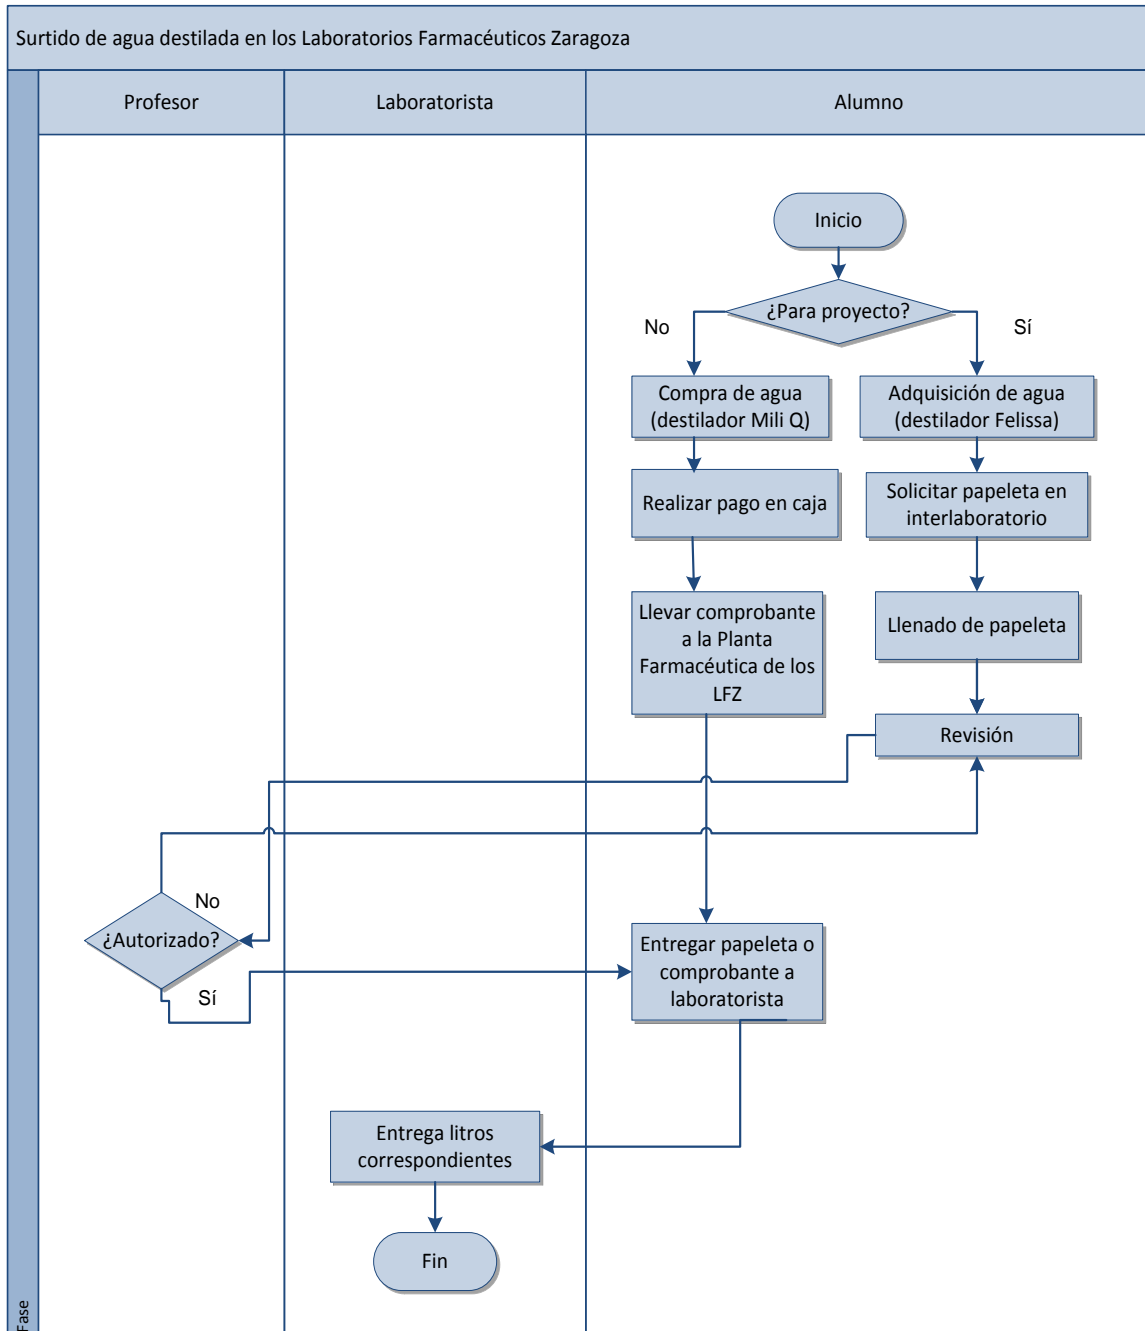 Surtido de agua destilada en los Laboratorios Farmacéuticos Zaragoza
Profesor
Laboratorista
Alumno
Inicio
¿Para proyecto?
No
Sí
Compra de agua
(destilador Mili Q)
Adquisición de agua
(destilador Felissa)
Realizar pago en caja
Solicitar papeleta en
interlaboratorio
Llevar comprobante
a la Planta
Farmacéutica de los
LFZ
Llenado de papeleta
Revisión
No
¿Autorizado?
Sí
Entregar papeleta o
comprobante a
laboratorista
Entrega litros
correspondientes
Fin
Fase